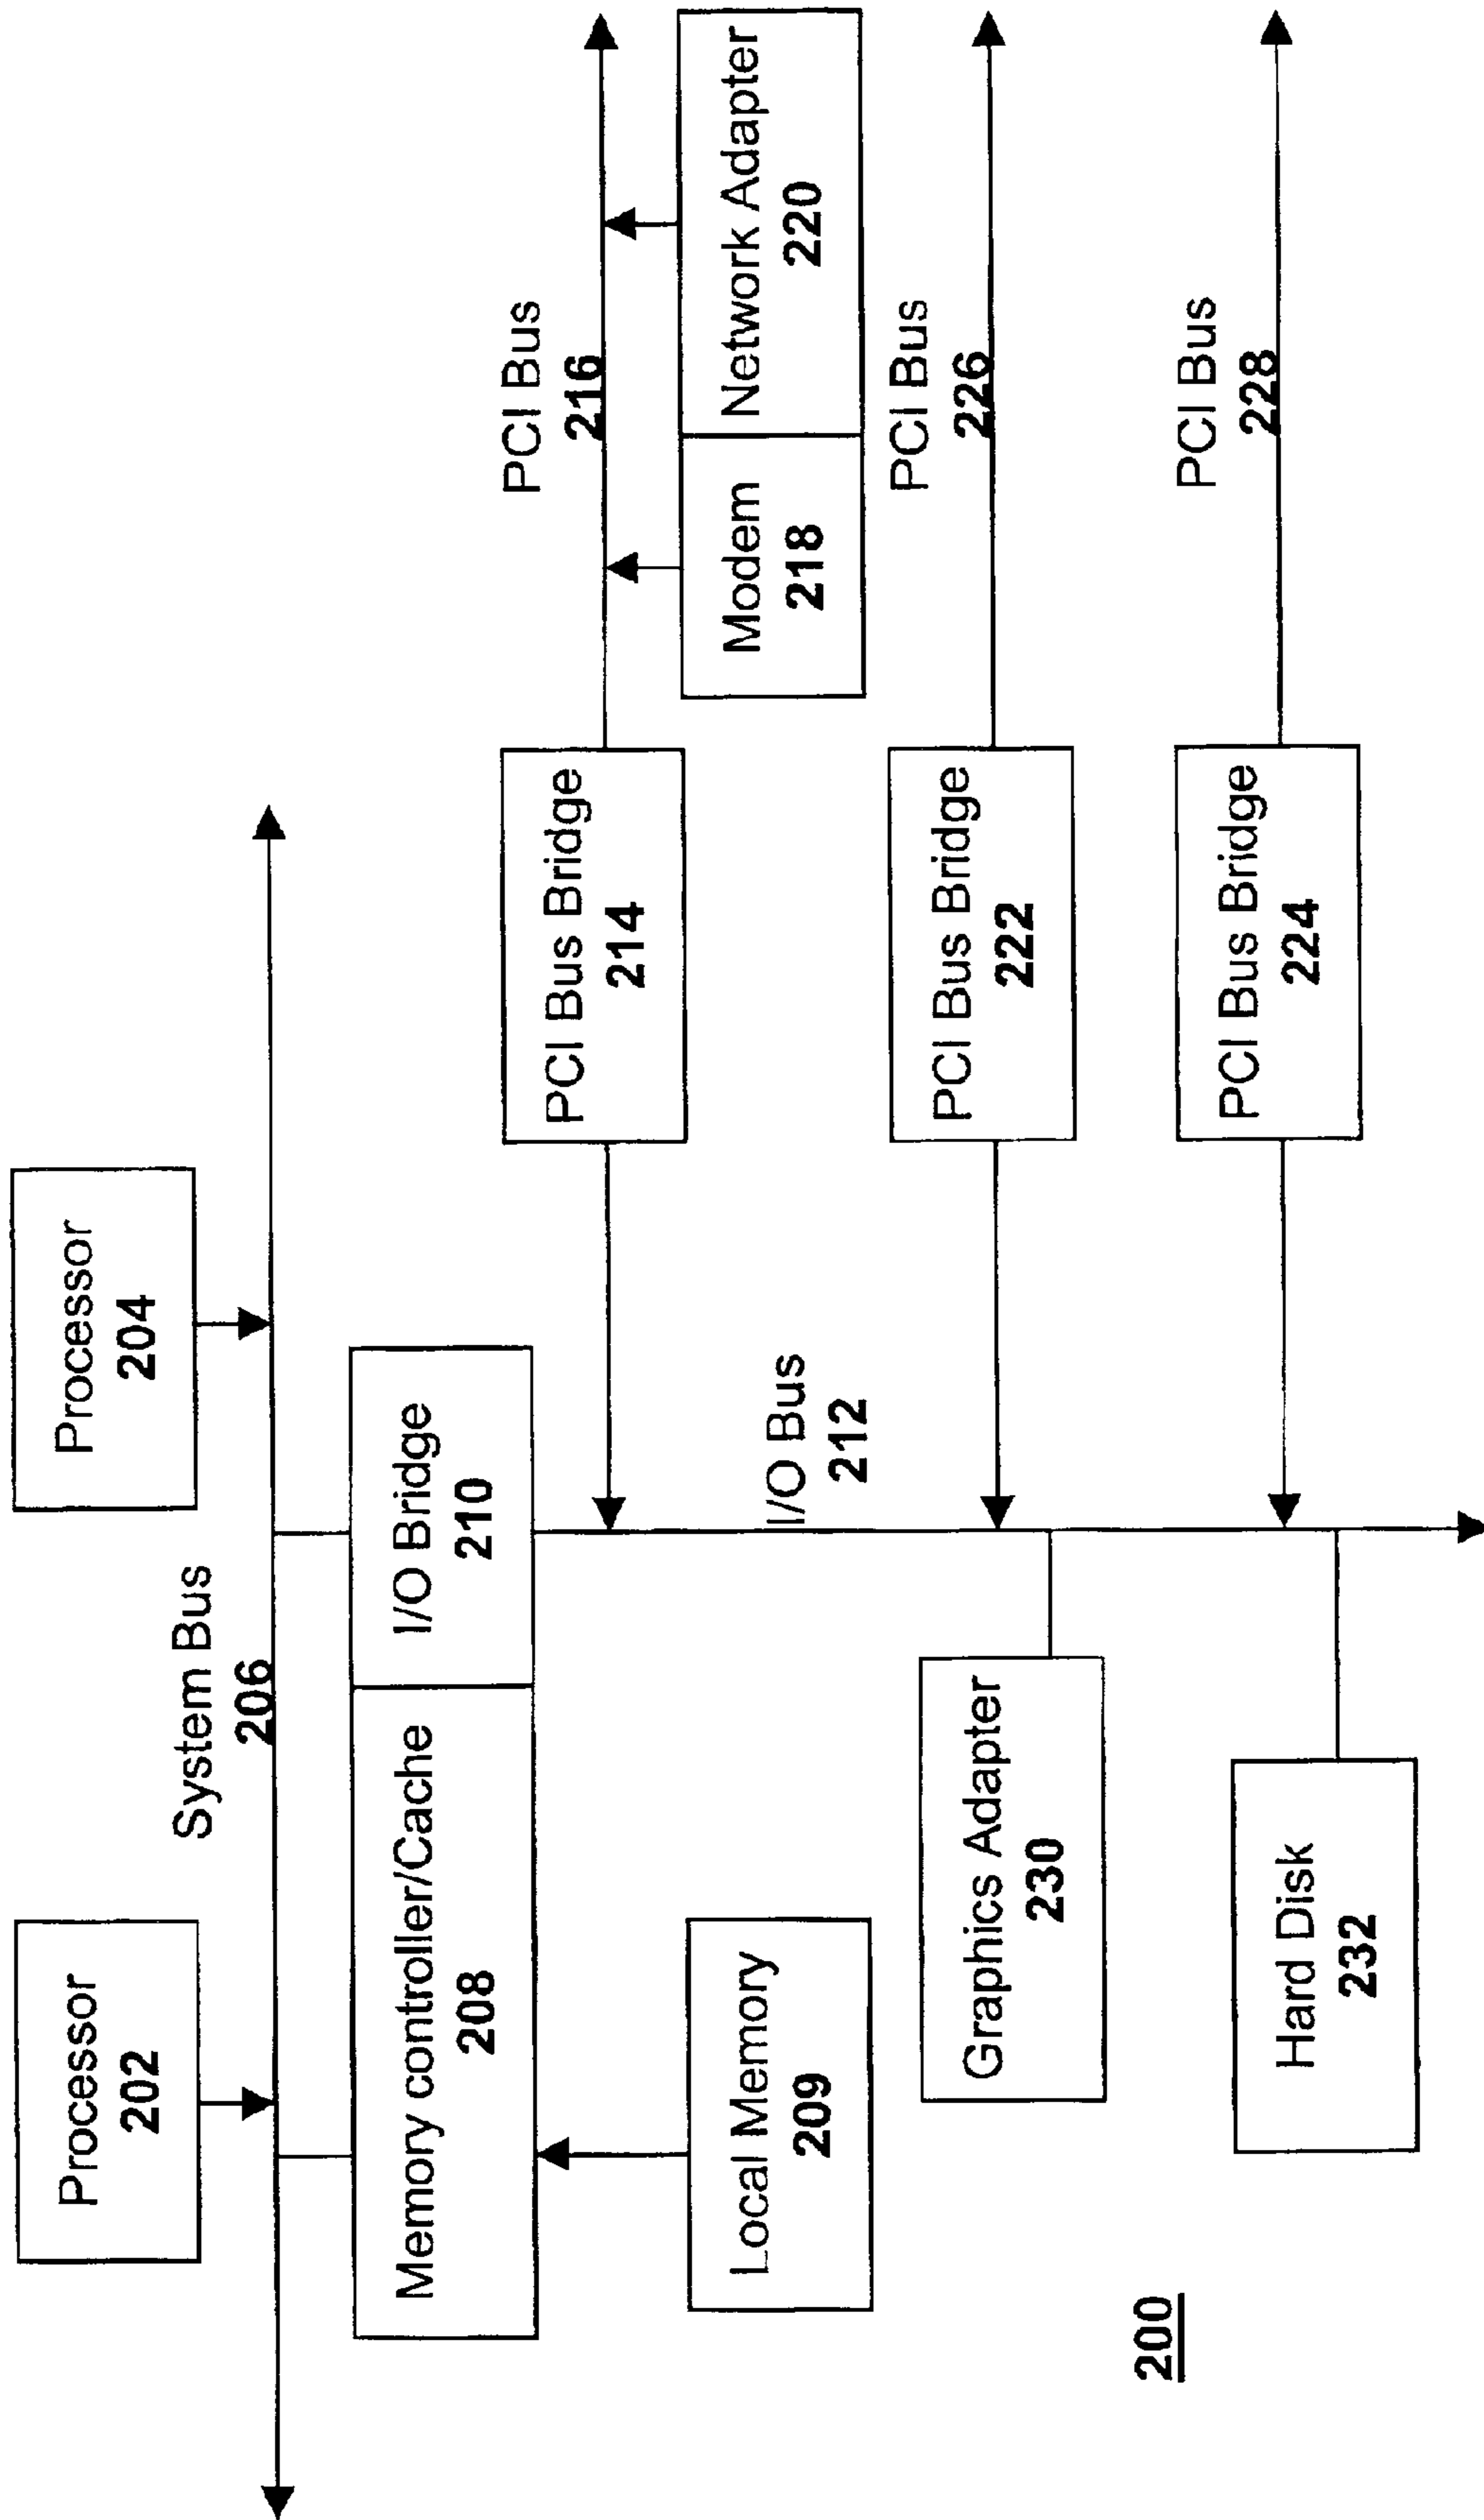 Processor
202
Processor
204
System Bus
206
Memory controller/Cache
208
I/O Bridge
210
Local Memory
209
PCI Bus Bridge
214
PCI Bus
216
Modem
218
Network Adapter
220
I/O Bus
212
Graphics Adapter
230
PCI Bus Bridge
222
PCI Bus
226
Hard Disk
232
PCI Bus Bridge
224
PCI Bus
228
200